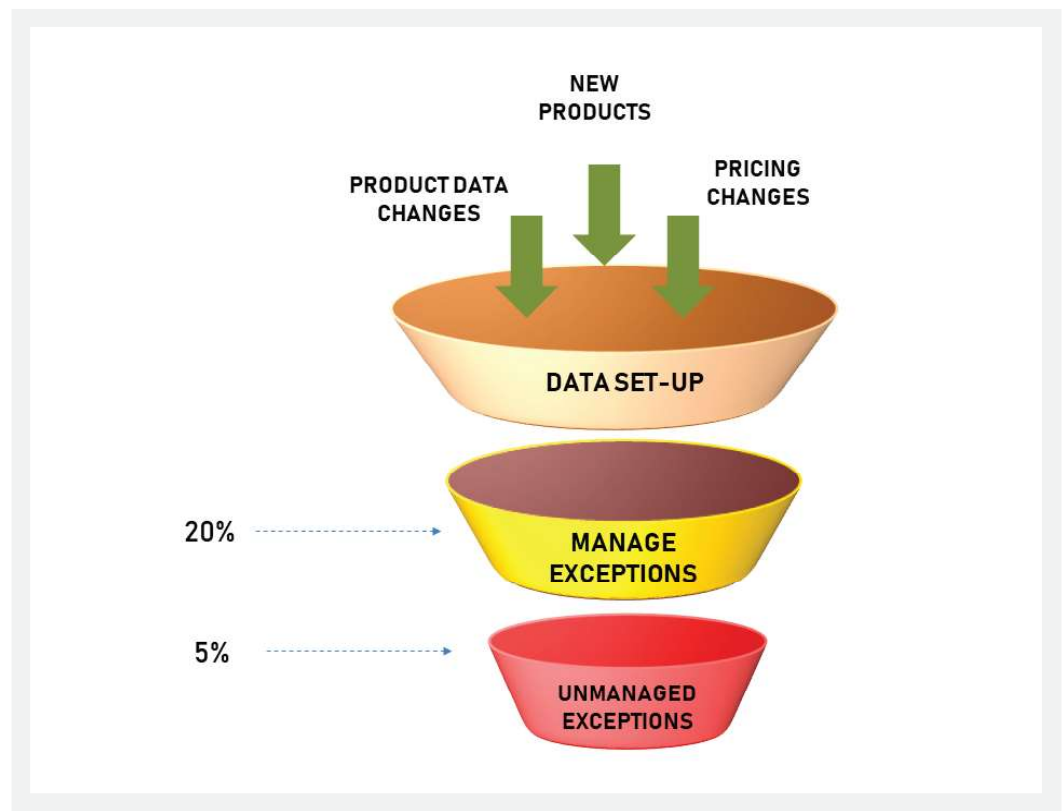 NEW
PRODUCTS
PRODUCT DATA
CHANGES
PRICING
CHANGES
DATA SET-UP
20%
MANAGE
EXCEPTIONS
5%
UNMANAGED
EXCEPTIONS